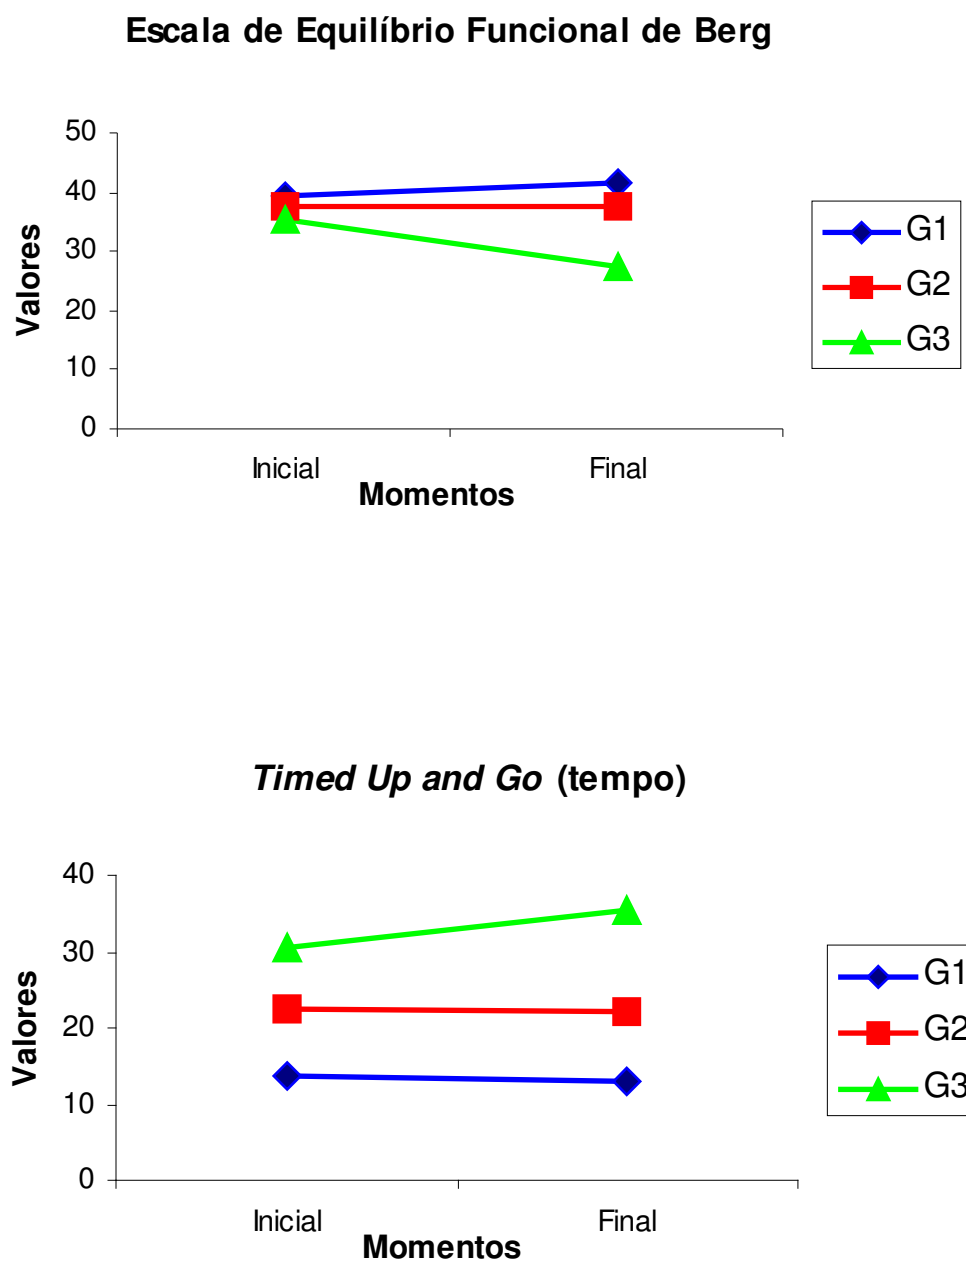 Escala de Equilíbrio Funcional de Berg
50
40
30
20
10
0
Valores
Inicial
Final
Momentos
G1
G2
G3
Timed Up and Go (tempo)
40
30
20
10
0
Valores
Inicial
Final
Momentos
G1
G2
G3